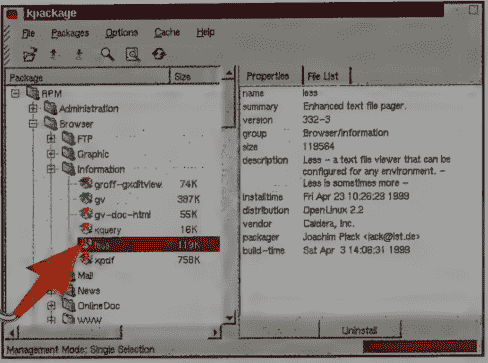 kpackage
File Packages Options Cache Help
Package Size
RPM
Administration
Browser
FTP
Graphic
Information
groff-gxditview 74K
gv 397K
gv-doc-html 55K
xquery 16K
less 119K
xpdf 758K
Mail
News
OnlineDoc
WWW
Management Mode: Single Selection
Properties File List
name less
summary Enhanced text file pager.
version 332-3
group Browser/Information
size 119564
description Less - a text file viewer that can be
configured for any environment. -
Less is sometimes more -
installtime Fri Apr 23 10:26:29 1999
distribution OpenLinux 2.2
vendor Caldera, Inc.
packager Joachim Plack <jack@lst.de>
build-time Sat Apr 3 14:08:31 1999
Uninstall